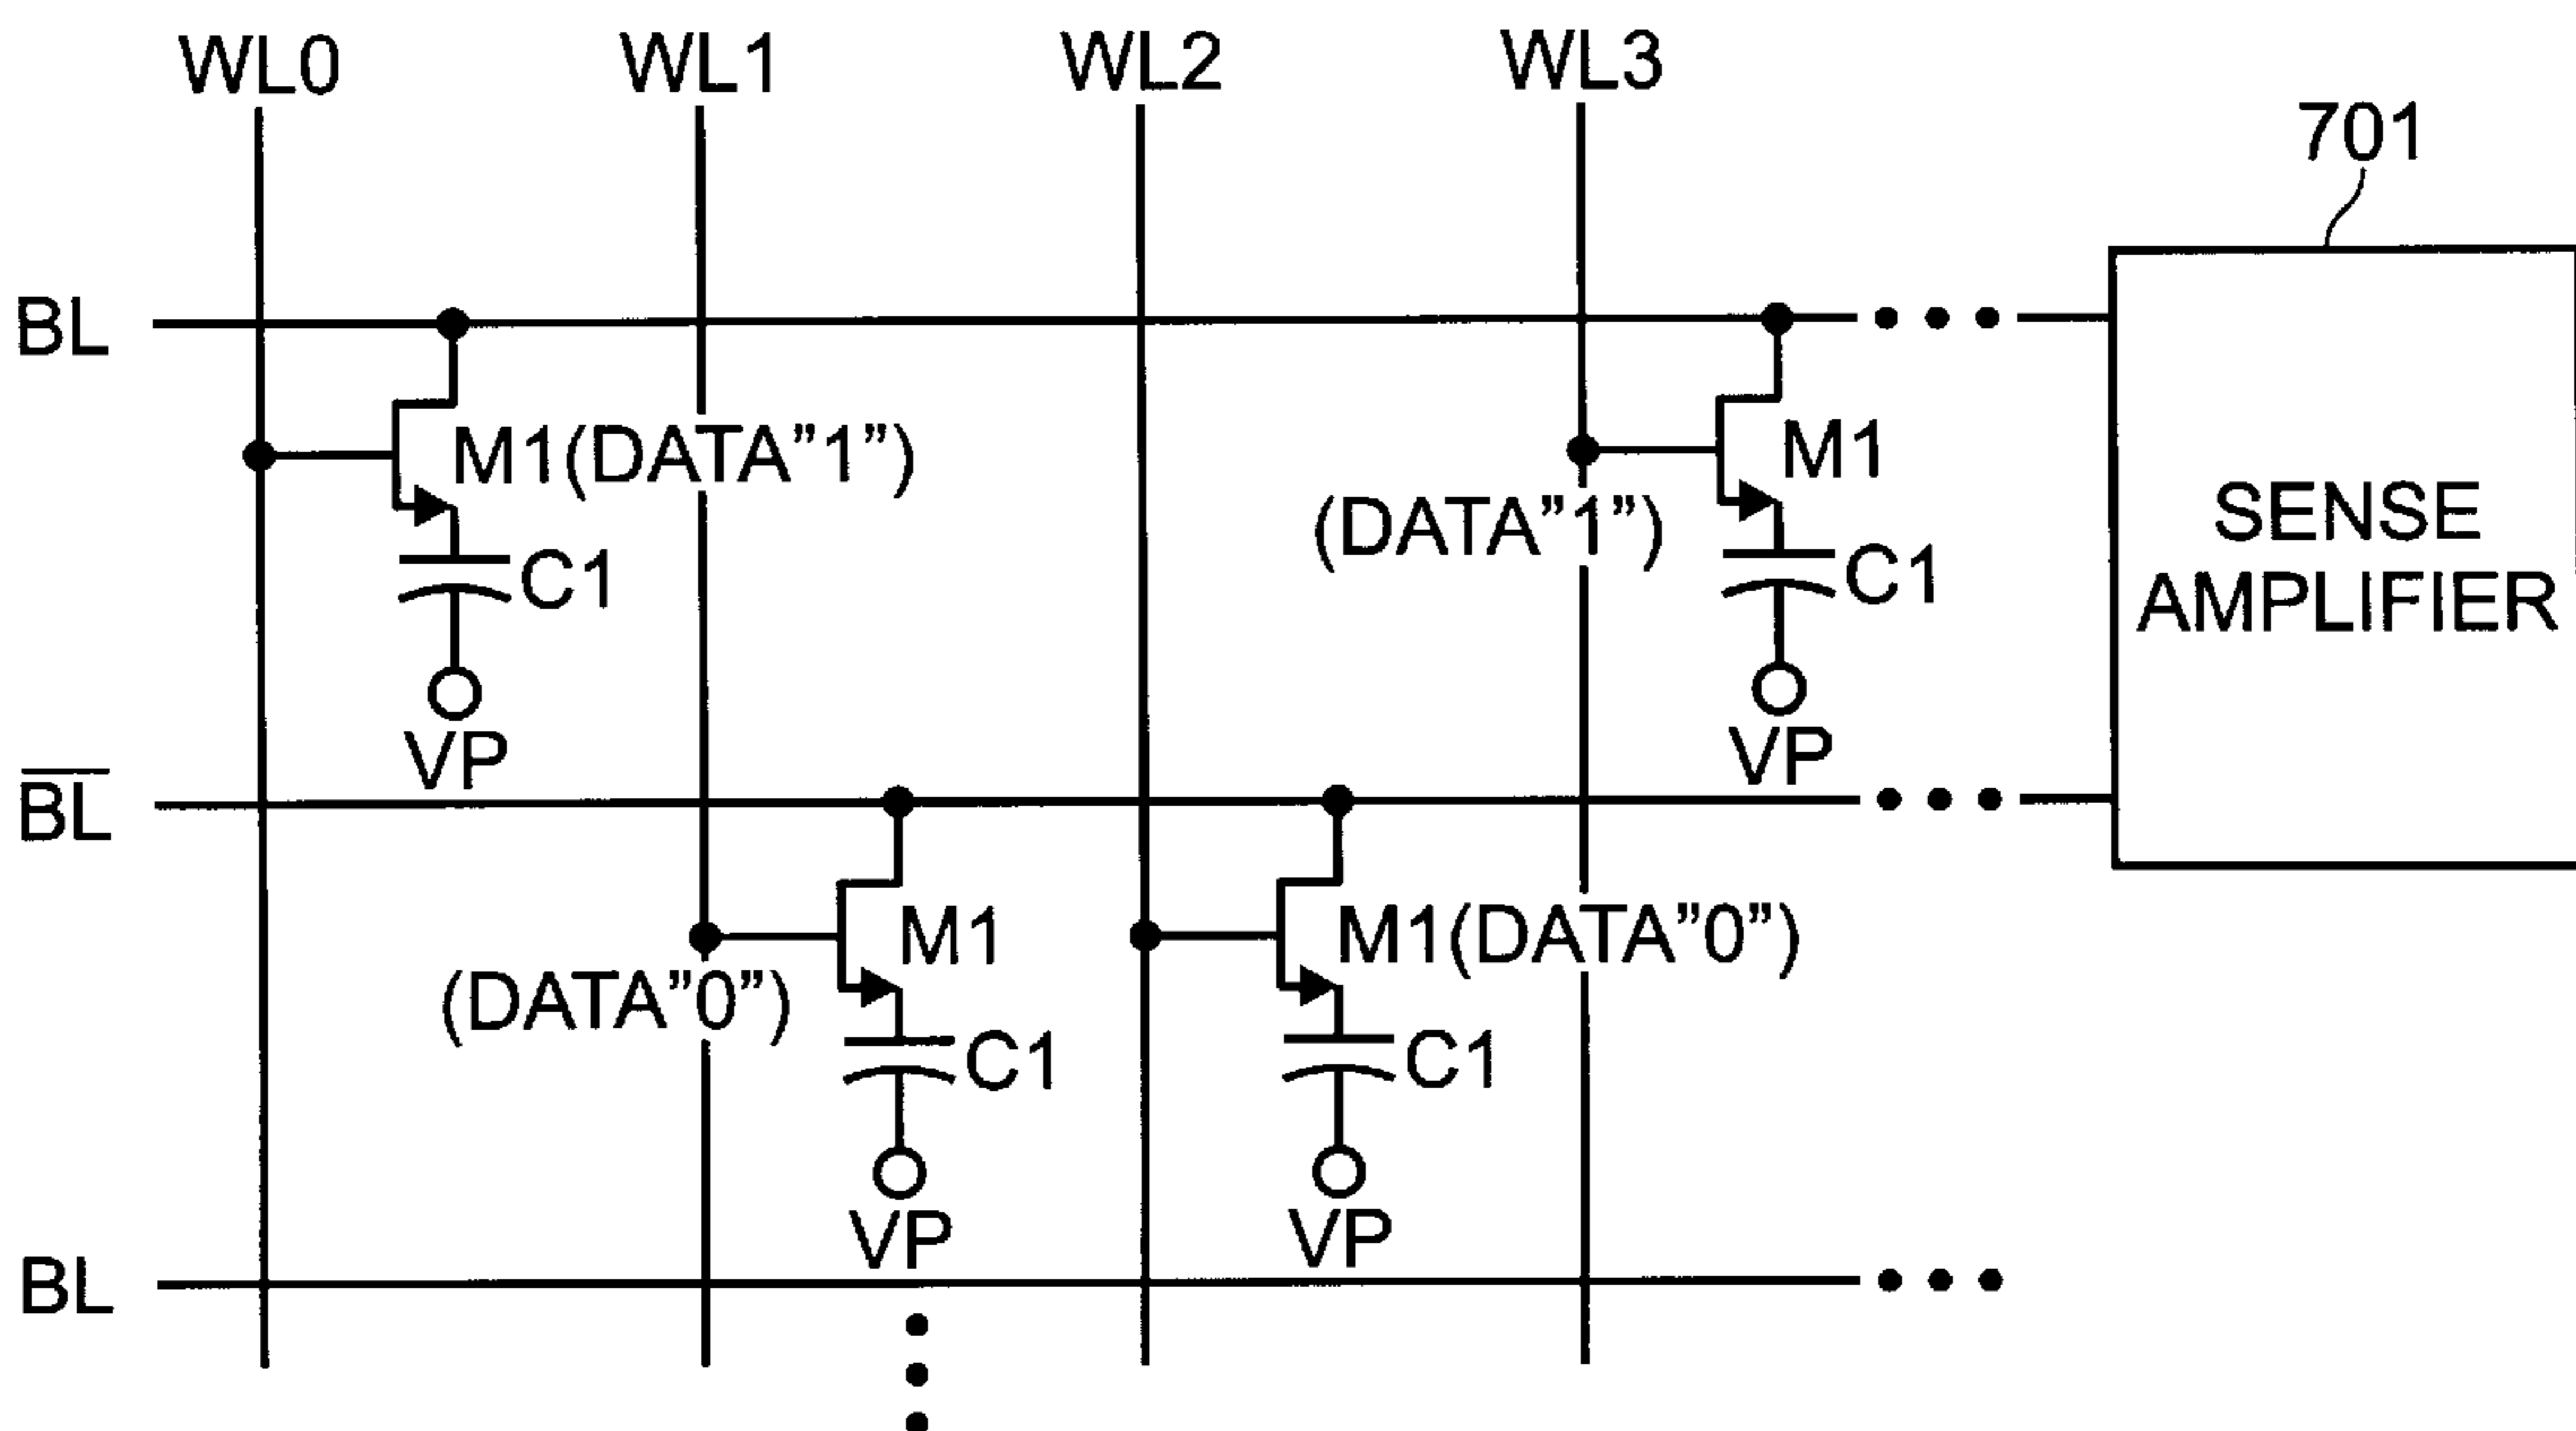 WL0 WL1 WL2 WL3
701
BL
M1(DATA”1”)
M1
(DATA”1”)
SENSE
AMPLIFIER
C1
C1
VP
VP
B̅L̅
M1
M1(DATA”0”)
(DATA”0”)
C1
C1
VP
VP
BL